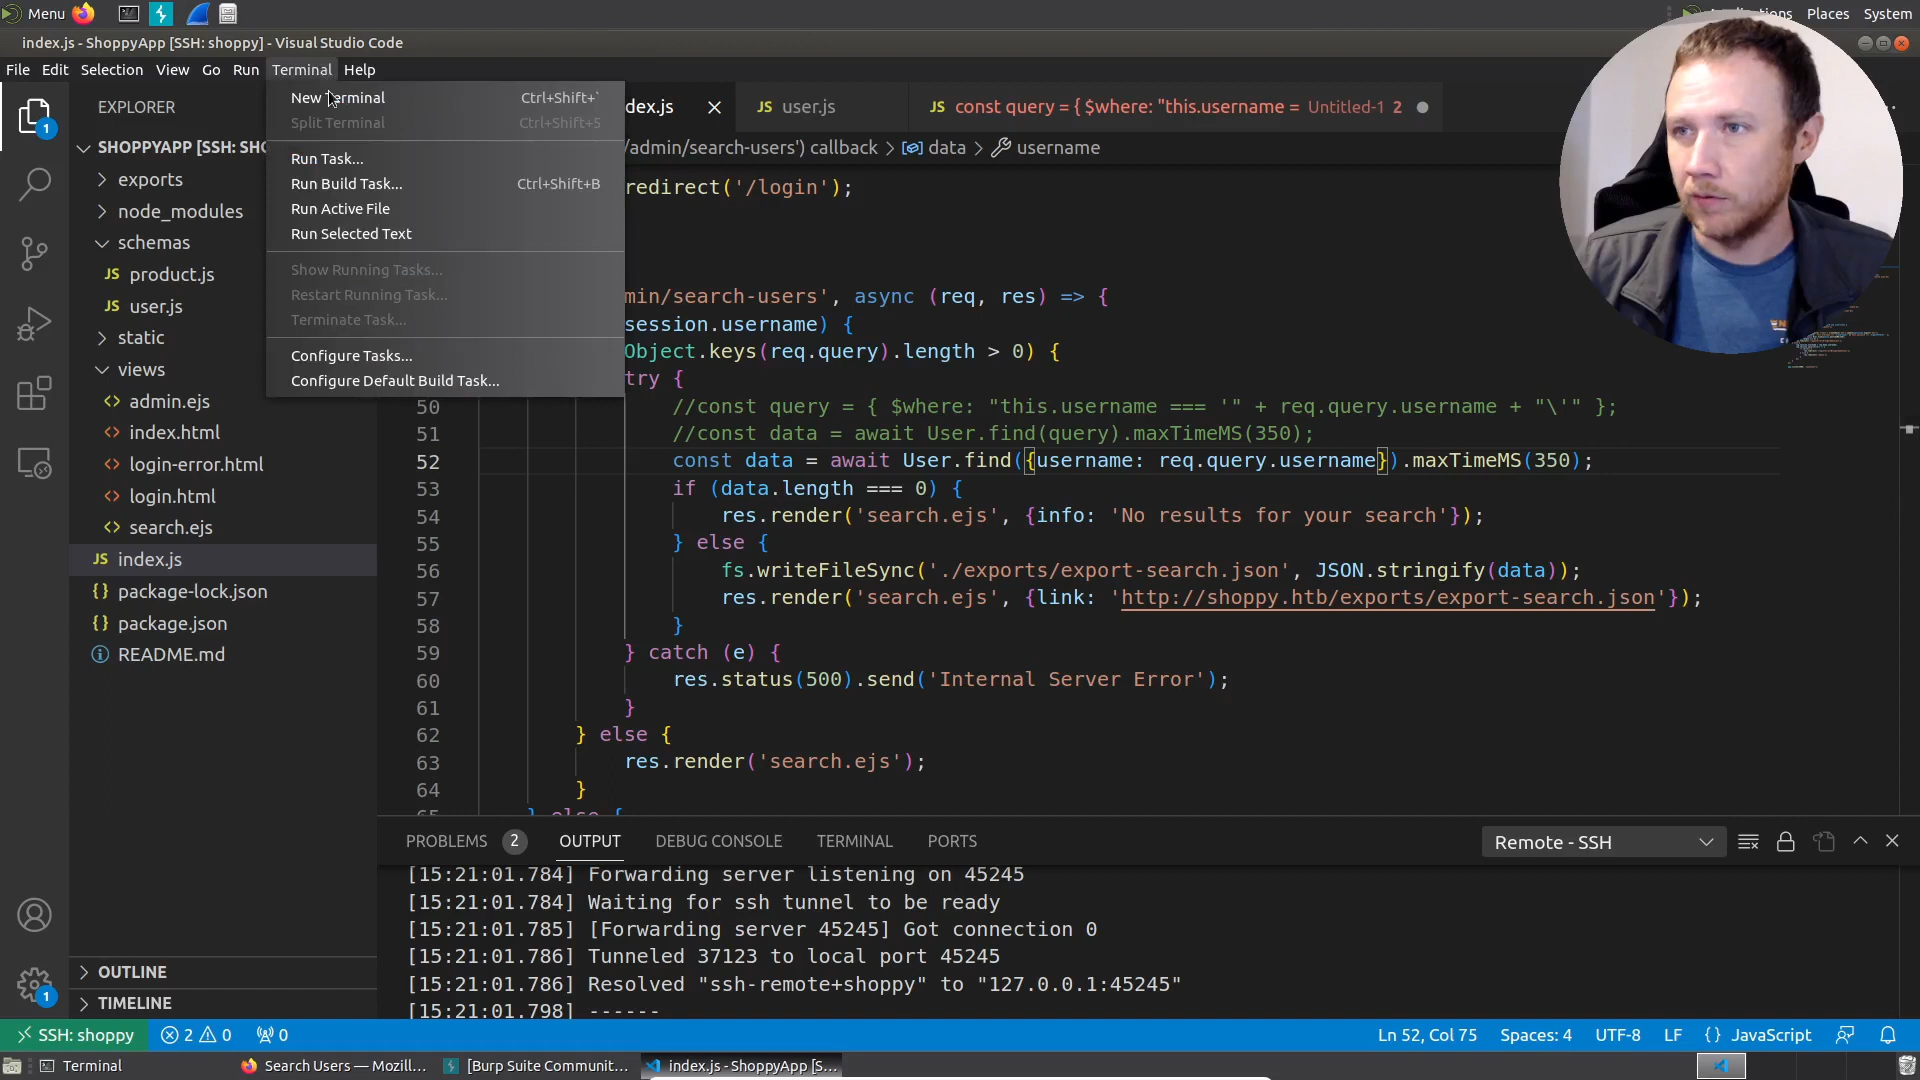 Menu
Applications Places System
index.js - ShoppyApp [SSH: shoppy] - Visual Studio Code
File Edit Selection View Go Run Terminal Help
EXPLORER
SHOPPYAPP [SSH: SHO
exports
node_modules
schemas
JS product.js
JS user.js
static
views
<> admin.ejs
<> index.html
<> login-error.html
<> login.html
<> search.ejs
JS index.js
{} package-lock.json
{} package.json
README.md
OUTLINE
TIMELINE
New Terminal Ctrl+Shift+`
Split Terminal Ctrl+Shift+5
Run Task...
Run Build Task... Ctrl+Shift+B
Run Active File
Run Selected Text
Show Running Tasks...
Restart Running Task...
Terminate Task...
Configure Tasks...
Configure Default Build Task...
dex.js JS user.js JS const query = { $where: "this.username = Untitled-1 2
/admin/search-users') callback > data > username
redirect('/login');
min/search-users', async (req, res) => {
session.username) {
Object.keys(req.query).length > 0) {
try {
50 //const query = { $where: "this.username === '" + req.query.username + "\'" };
51 //const data = await User.find(query).maxTimeMS(350);
52 const data = await User.find({username: req.query.username}).maxTimeMS(350);
53 if (data.length === 0) {
54 res.render('search.ejs', {info: 'No results for your search'});
55 } else {
56 fs.writeFileSync('./exports/export-search.json', JSON.stringify(data));
57 res.render('search.ejs', {link: 'http://shoppy.htb/exports/export-search.json'});
58 }
59 } catch (e) {
60 res.status(500).send('Internal Server Error');
61 }
62 } else {
63 res.render('search.ejs');
64 }
65 } else {
PROBLEMS 2 OUTPUT DEBUG CONSOLE TERMINAL PORTS Remote - SSH
[15:21:01.784] Forwarding server listening on 45245
[15:21:01.784] Waiting for ssh tunnel to be ready
[15:21:01.785] [Forwarding server 45245] Got connection 0
[15:21:01.786] Tunneled 37123 to local port 45245
[15:21:01.786] Resolved "ssh-remote+shoppy" to "127.0.0.1:45245"
[15:21:01.798] ------
1
1
SSH: shoppy 2 0 0 Ln 52, Col 75 Spaces: 4 UTF-8 LF {} JavaScript
Terminal Search Users — Mozill... [Burp Suite Communit... index.js - ShoppyApp [S...